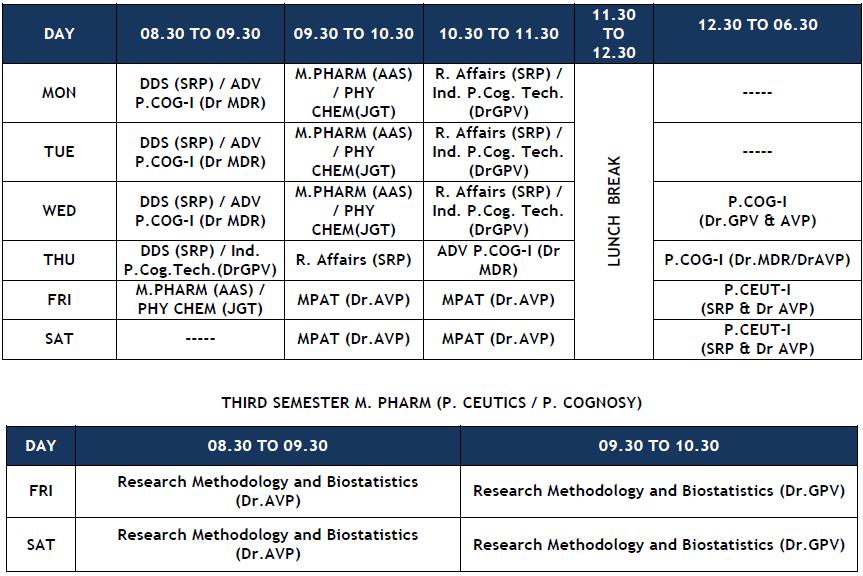 DAY 08.30 TO 09.30 09.30 TO 10.30 10.30 TO 11.30 11.30 TO 12.30 12.30 TO 06.30
MON
DDS (SRP) / ADV
P.COG-I (Dr MDR)
M.PHARM (AAS)
/ PHY
CHEM(JGT)
R. Affairs (SRP) /
Ind. P.Cog. Tech.
(DrGPV)
LUNCH BREAK
-----
TUE
DDS (SRP) / ADV
P.COG-I (Dr MDR)
M.PHARM (AAS)
/ PHY
CHEM(JGT)
R. Affairs (SRP) /
Ind. P.Cog. Tech.
(DrGPV)
-----
WED
DDS (SRP) / ADV
P.COG-I (Dr MDR)
M.PHARM (AAS)
/ PHY
CHEM(JGT)
R. Affairs (SRP) /
Ind. P.Cog. Tech.
(DrGPV)
P.COG-I
(Dr.GPV & AVP)
THU
DDS (SRP) / Ind.
P.Cog.Tech.(DrGPV)
R. Affairs (SRP)
ADV P.COG-I (Dr
MDR)
P.COG-I (Dr.MDR/DrAVP)
FRI
M.PHARM (AAS) /
PHY CHEM (JGT)
MPAT (Dr.AVP)
MPAT (Dr.AVP)
P.CEUT-I
(SRP & Dr AVP)
SAT
-----
MPAT (Dr.AVP)
MPAT (Dr.AVP)
P.CEUT-I
(SRP & Dr AVP)
THIRD SEMESTER M. PHARM (P. CEUTICS / P. COGNOSY)
DAY 08.30 TO 09.30 09.30 TO 10.30
FRI
Research Methodology and Biostatistics
(Dr.AVP)
Research Methodology and Biostatistics (Dr.GPV)
SAT
Research Methodology and Biostatistics
(Dr.AVP)
Research Methodology and Biostatistics (Dr.GPV)